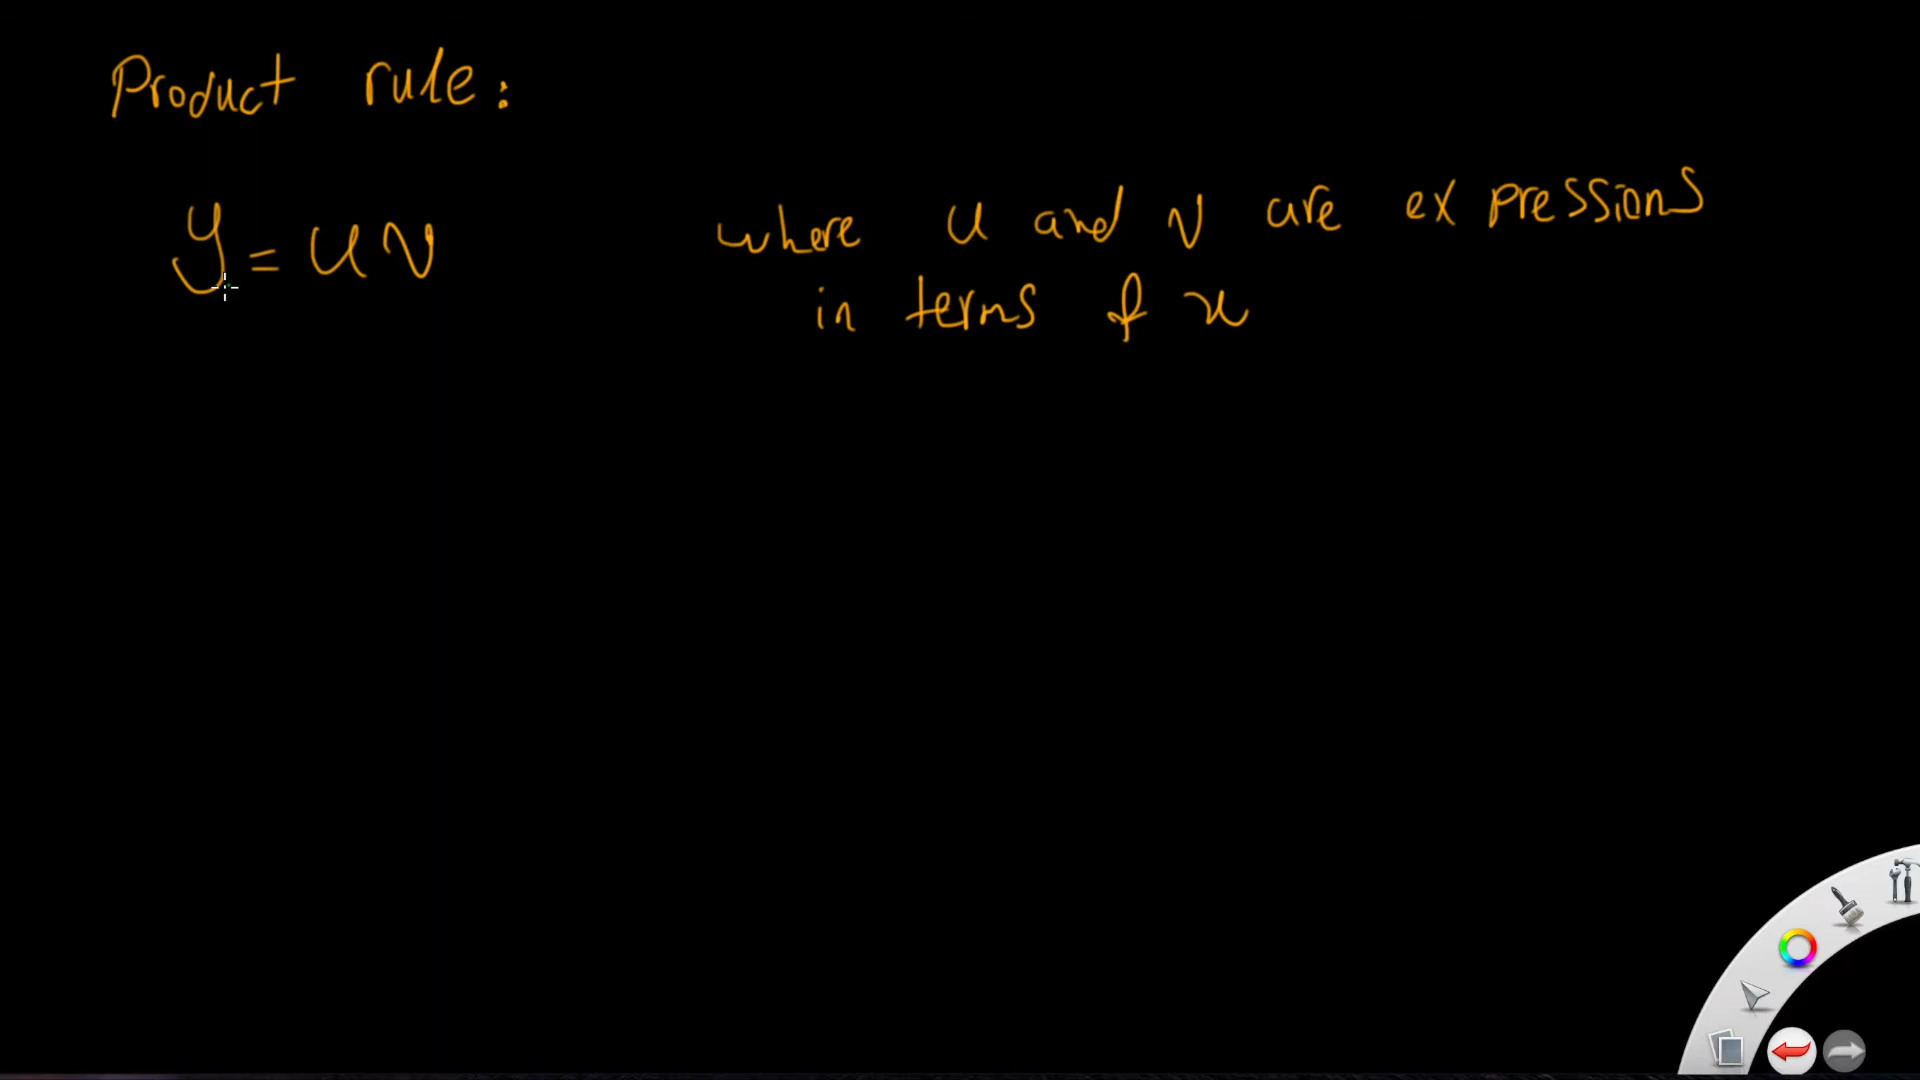 Product rule:
y = uv
where u and v are expressions
in terms of x